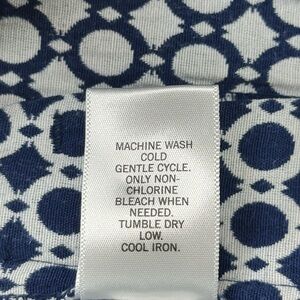 MACHINE WASH
COLD
GENTLE CYCLE.
ONLY NON-
CHLORINE
BLEACH WHEN
NEEDED.
TUMBLE DRY
LOW.
COOL IRON.